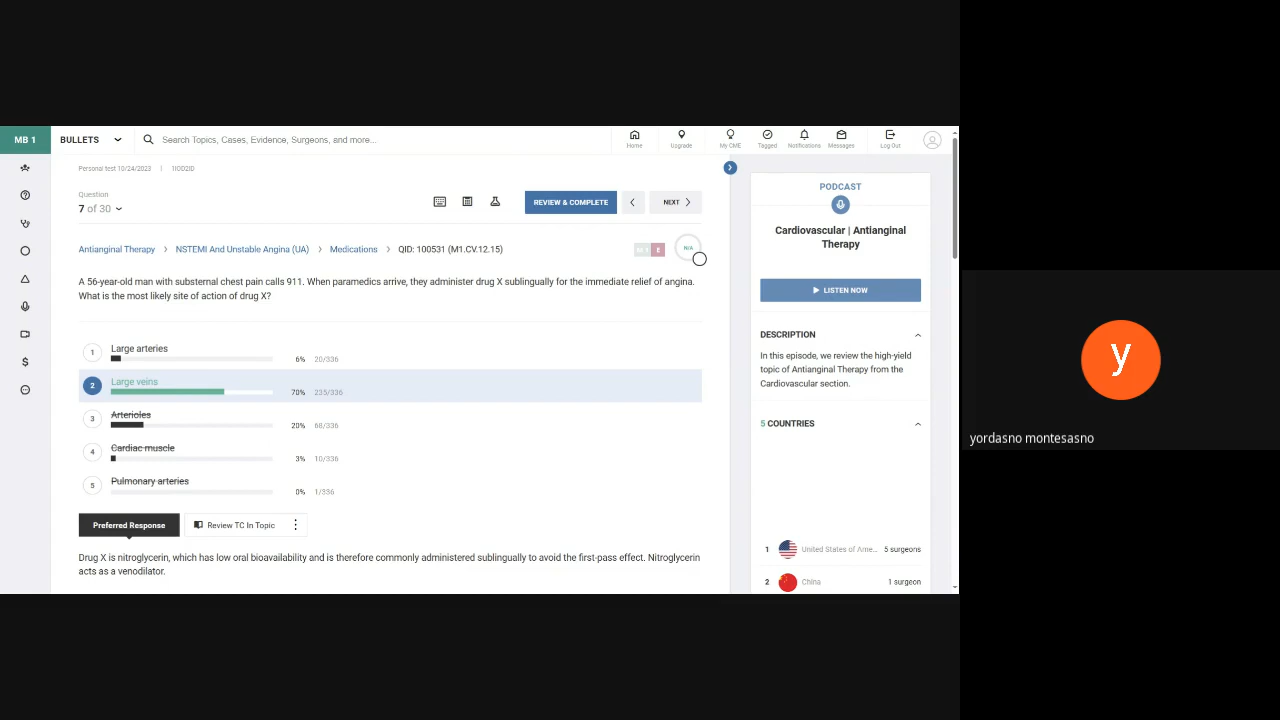 MB 1
BULLETS
Search Topics, Cases, Evidence, Surgeons, and more...
Home
Upgrade
My CME
Tagged
Notifications
Messages
Log Out
Personal test 10/24/2023 |
Question
7 of 30
REVIEW & COMPLETE
NEXT
Antianginal Therapy > NSTEMI And Unstable Angina (UA) > Medications > QID: 100531 (M1.CV.12.15)
E
N/A
A 56-year-old man with substernal chest pain calls 911. When paramedics arrive, they administer drug X sublingually for the immediate relief of angina.
What is the most likely site of action of drug X?
1 Large arteries
6% 20/336
2 Large veins
70% 235/336
3 Arterioles
20% 68/336
4 Cardiac muscle
3% 10/336
5 Pulmonary arteries
0% 1/336
Preferred Response
Review TC In Topic
Drug X is nitroglycerin, which has low oral bioavailability and is therefore commonly administered sublingually to avoid the first-pass effect. Nitroglycerin
acts as a venodilator.
PODCAST
Cardiovascular | Antianginal
Therapy
LISTEN NOW
DESCRIPTION
In this episode, we review the high-yield
topic of Antianginal Therapy from the
Cardiovascular section.
5 COUNTRIES
1 United States of Ame... 5 surgeons
2 China 1 surgeon
y
yordasno montesasno